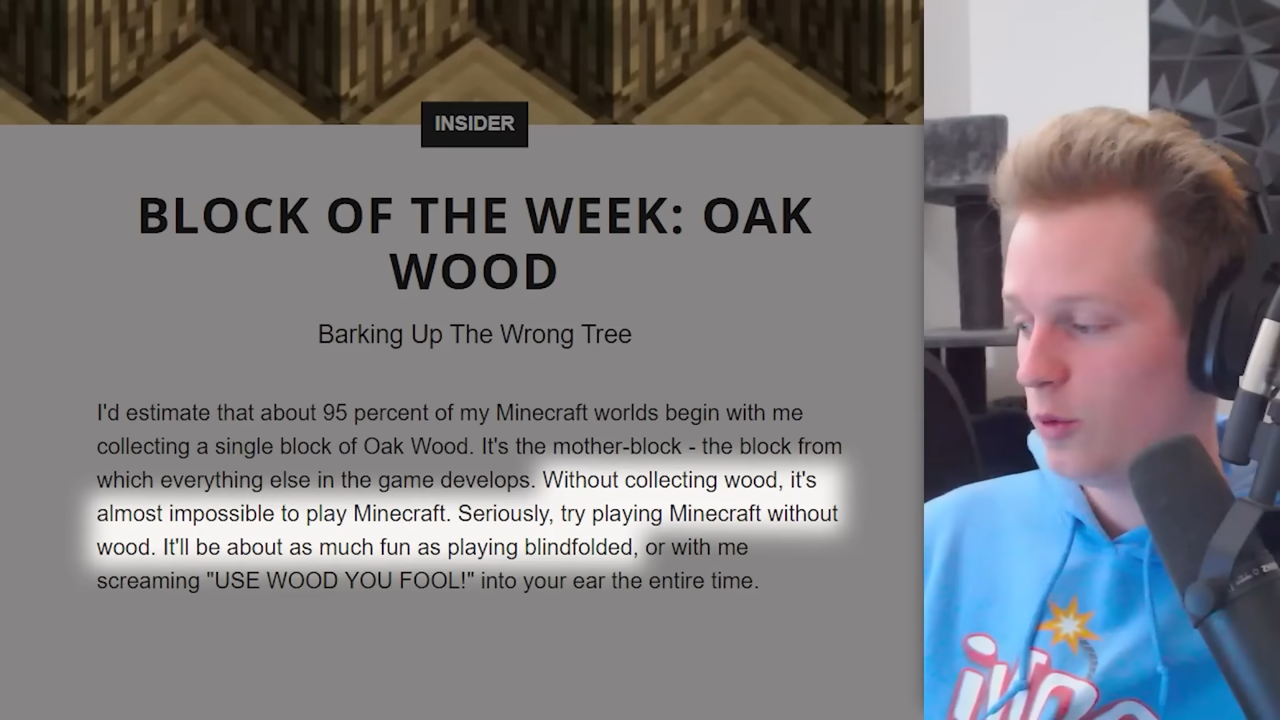 INSIDER
BLOCK OF THE WEEK: OAK
WOOD
Barking Up The Wrong Tree
I'd estimate that about 95 percent of my Minecraft worlds begin with me
collecting a single block of Oak Wood. It's the mother-block - the block from
which everything else in the game develops. Without collecting wood, it's
almost impossible to play Minecraft. Seriously, try playing Minecraft without
wood. It'll be about as much fun as playing blindfolded, or with me
screaming "USE WOOD YOU FOOL!" into your ear the entire time.